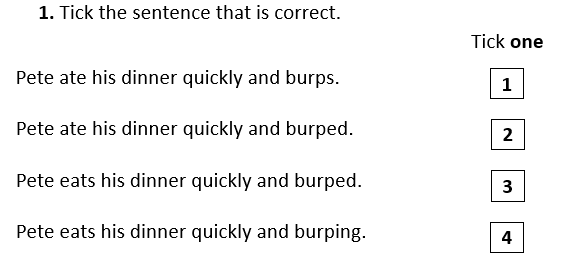 1. Tick the sentence that is correct.
Tick one
Pete ate his dinner quickly and burps. 1
Pete ate his dinner quickly and burped. 2
Pete eats his dinner quickly and burped. 3
Pete eats his dinner quickly and burping. 4